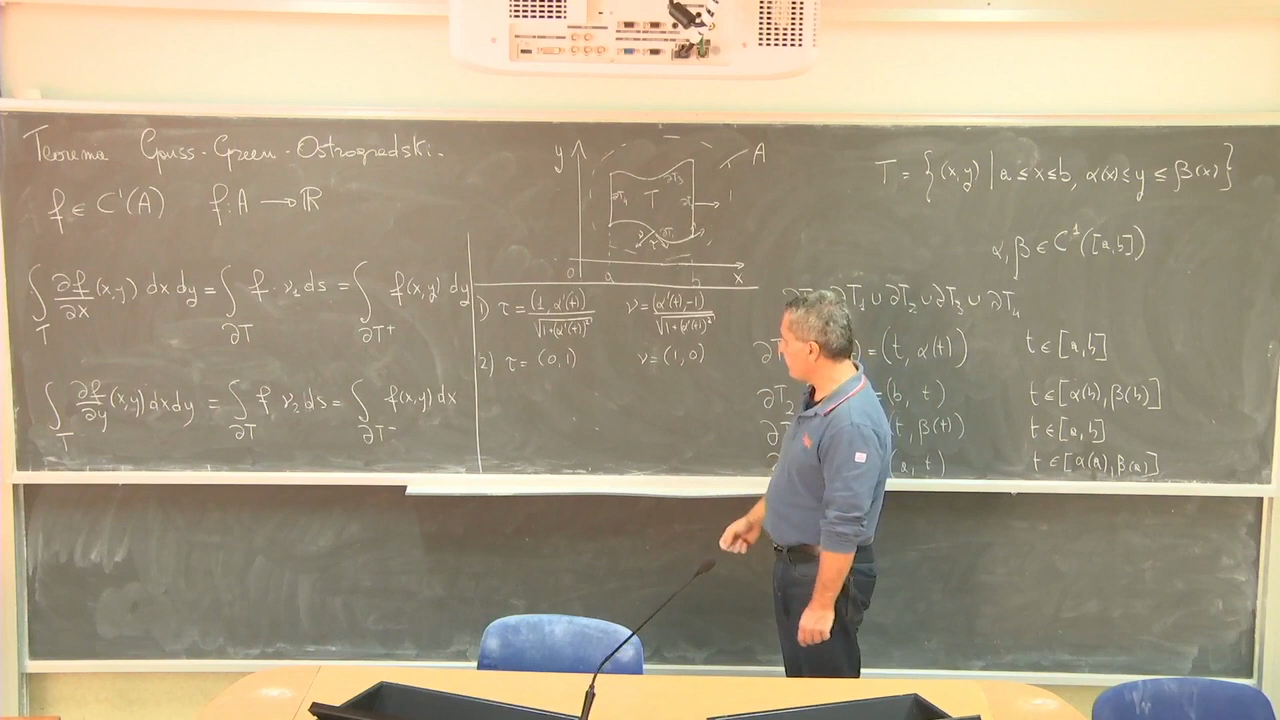 Teorema Gauss-Green-Ostrogradski.
f ∈ C'(A)   f: A → ℝ
∫_T ∂f/∂x (x,y) dx dy = ∫_∂T f · ν₁ ds = ∫_∂T⁺ f(x,y) dy
∫_T ∂f/∂y (x,y) dx dy = ∫_∂T f ν₂ ds = ∫_∂T⁻ f(x,y) dx
y A
∂T₃
∂T₄ T
∂T₁
τ
0 a b x
1) τ = (1, α'(t)) / √(1+(α'(t))²)   ν = (α'(t), -1) / √(1+(α'(t))²)
2) τ = (0,1)   ν = (1,0)
T = {(x,y) | a ≤ x ≤ b, α(x) ≤ y ≤ β(x)}
α, β ∈ C¹([a,b])
∂T₁ ∪ ∂T₂ ∪ ∂T₃ ∪ ∂T₄
= (t, α(t))   t ∈ [a,b]
∂T₂ (b, t)   t ∈ [α(b), β(b)]
(t, β(t))   t ∈ [a,b]
(a, t)   t ∈ [α(a), β(a)]